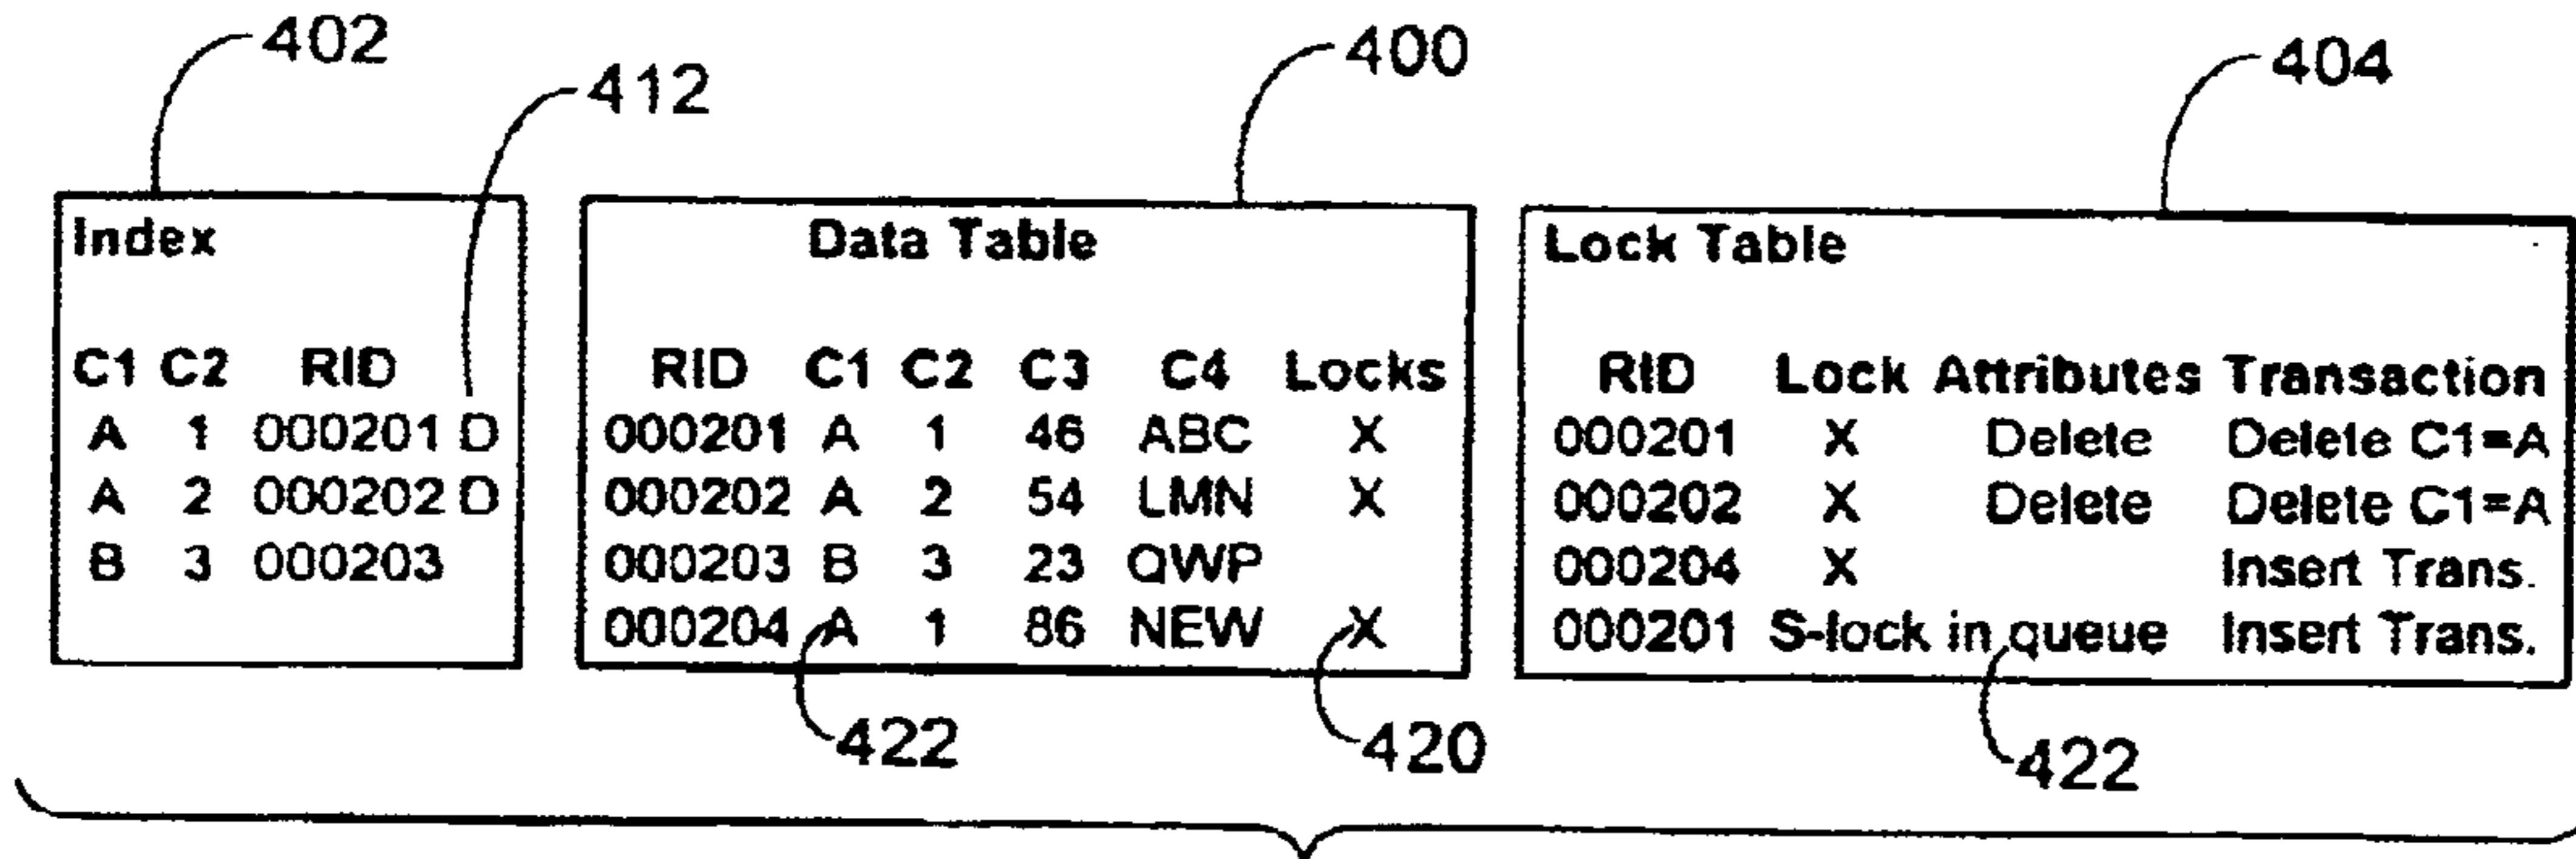 402
412
400
404
Index
C1 C2 RID
A 1 000201 D
A 2 000202 D
B 3 000203
Data Table
RID C1 C2 C3 C4 Locks
000201 A 1 46 ABC X
000202 A 2 54 LMN X
000203 B 3 23 QWP
000204 A 1 86 NEW X
Lock Table
RID Lock Attributes Transaction
000201 X Delete Delete C1=A
000202 X Delete Delete C1=A
000204 X Insert Trans.
000201 S-lock in queue Insert Trans.
422
420
422